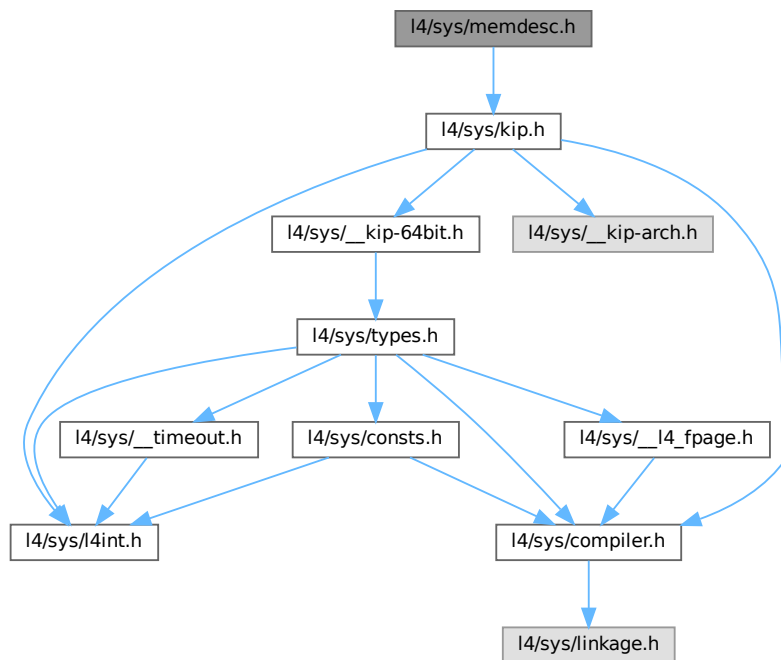 l4/sys/memdesc.h
l4/sys/kip.h
l4/sys/__kip-64bit.h
l4/sys/__kip-arch.h
l4/sys/types.h
l4/sys/__timeout.h
l4/sys/consts.h
l4/sys/__l4_fpage.h
l4/sys/l4int.h
l4/sys/compiler.h
l4/sys/linkage.h